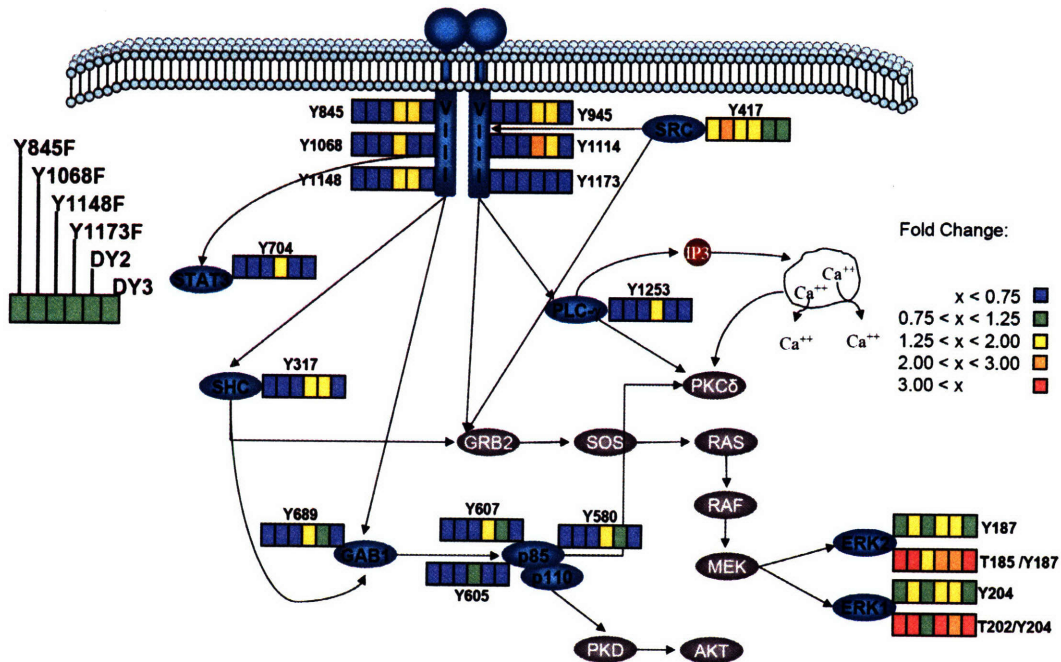 Y845
Y1068
Y1148
V I I I
V I I I
Y945
Y1114
Y1173
SRC
Y417
Y845F
Y1068F
Y1148F
Y1173F
DY2
DY3
Y704
Fold Change:
x < 0.75
0.75 < x < 1.25
1.25 < x < 2.00
2.00 < x < 3.00
3.00 < x
IP3
Ca++
Ca++
Ca++
Ca++
Y1253
Y317
SHC
PKCδ
GRB2
SOS
RAS
RAF
MEK
Y689
GAB1
Y607
Y580
p85
p110
Y605
PKD
AKT
Y187
T185 /Y187
Y204
ERK1
T202/Y204